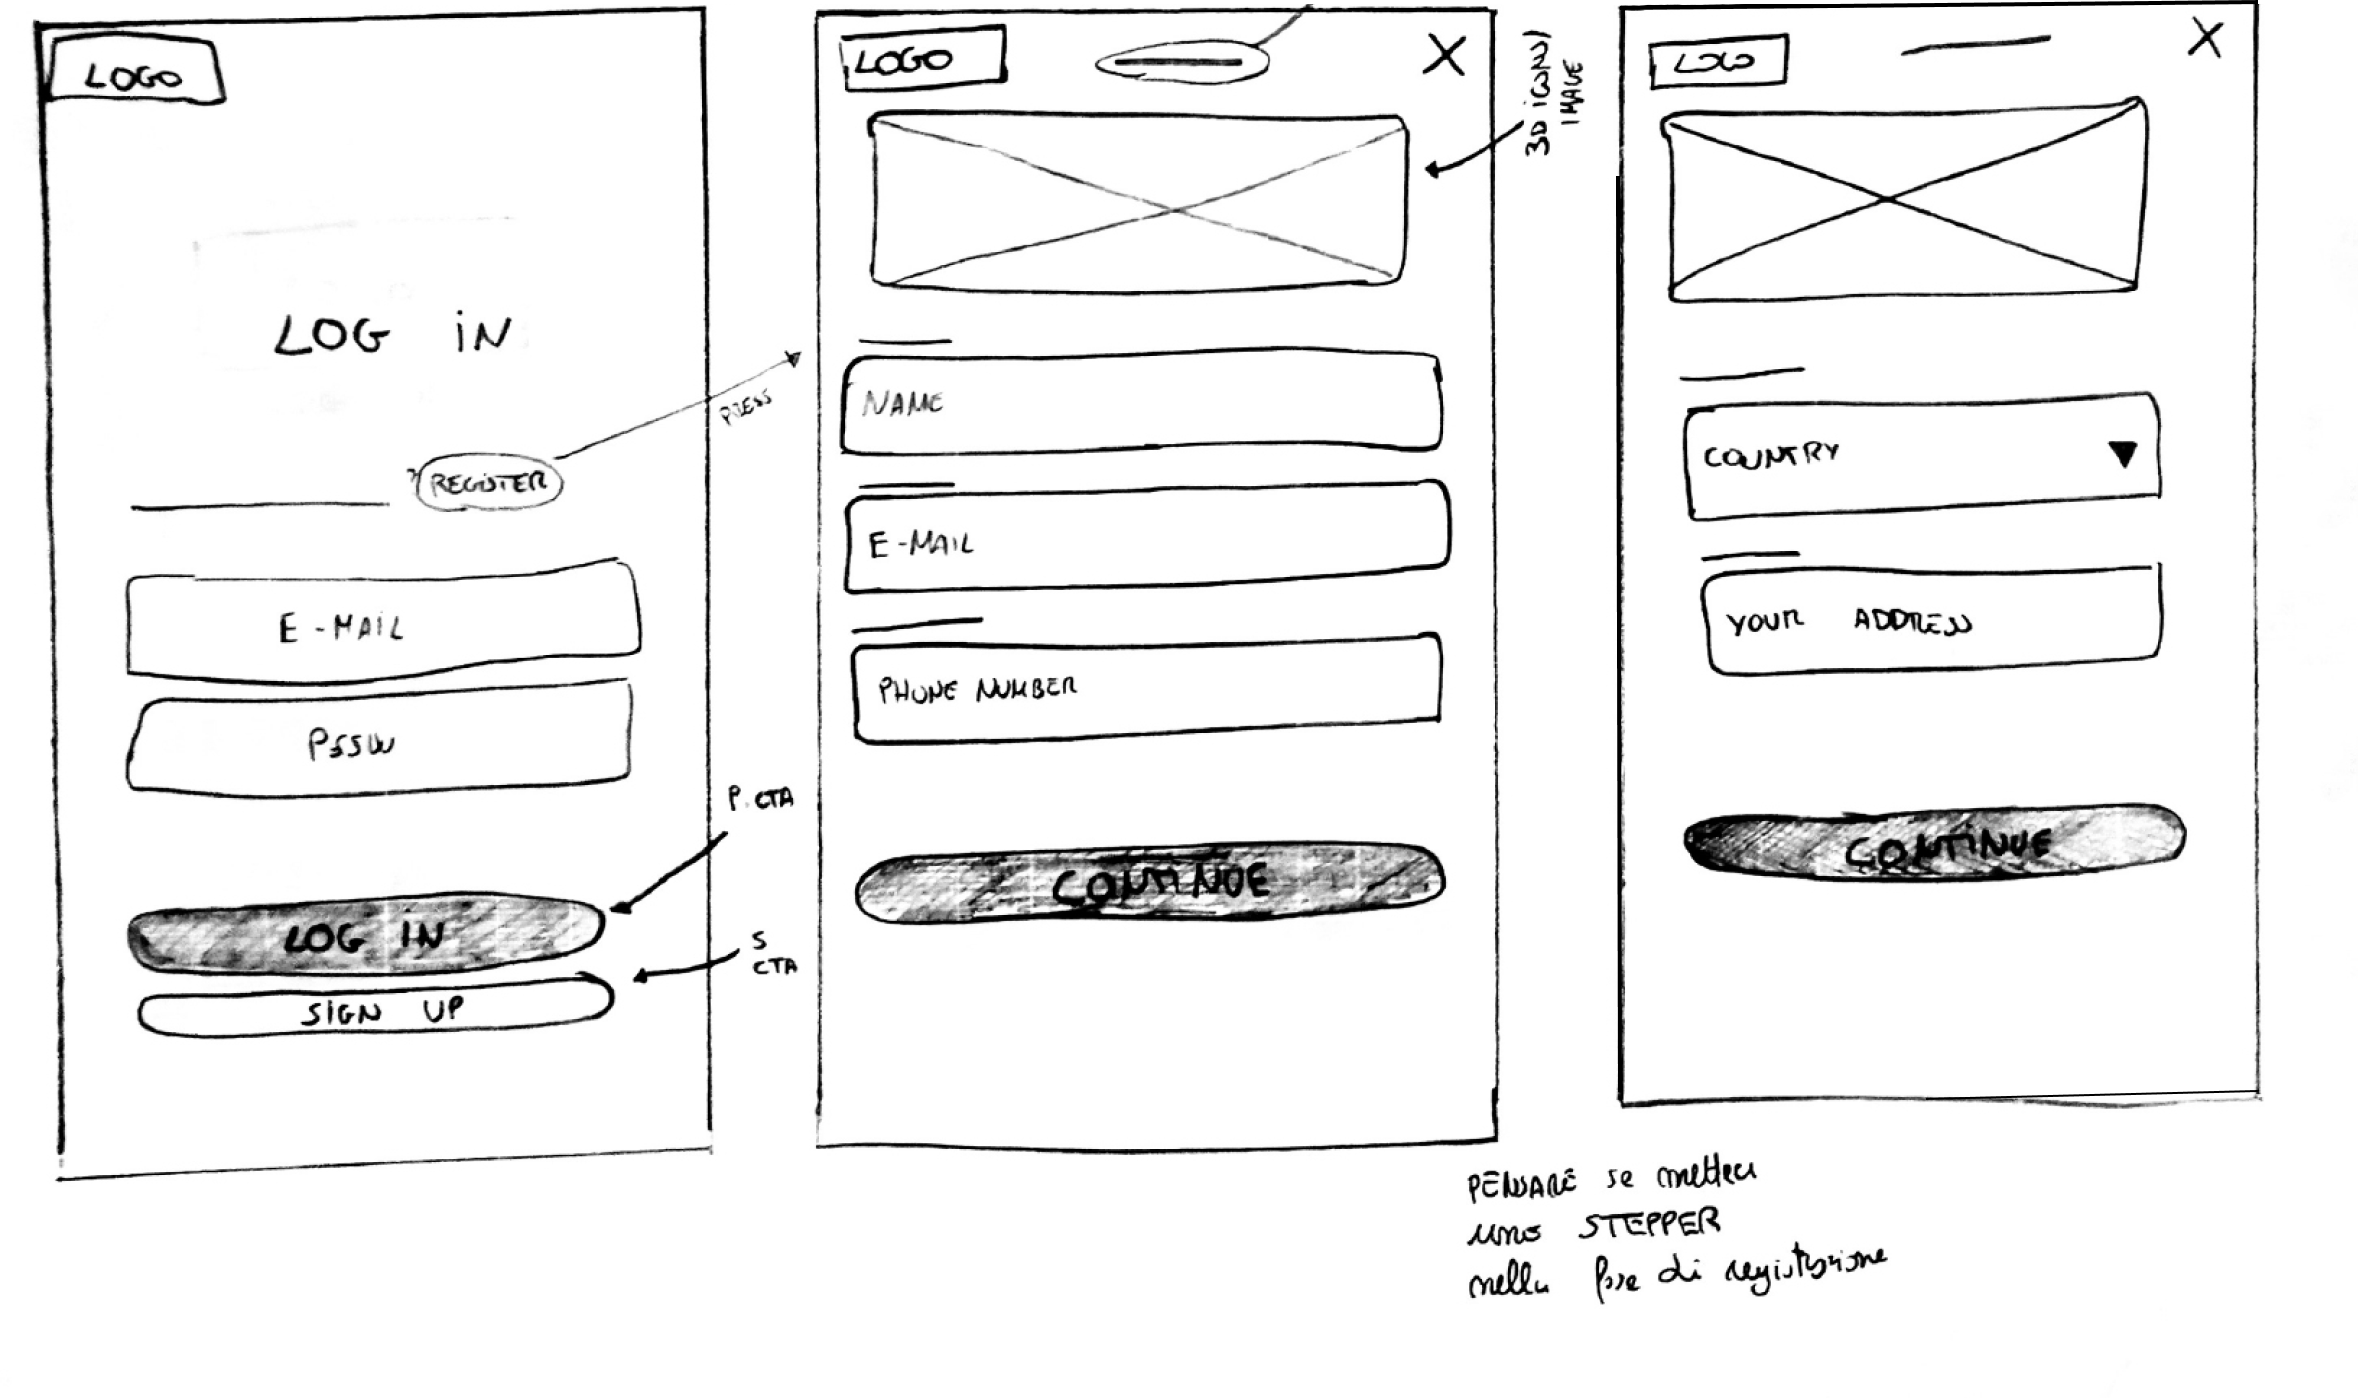 LOGO
LOG iN
? REGISTER
PRESS
E-MAIL
PSSW
P. CTA
LOG iN
S
CTA
SIGN UP
LOGO
X
3D iCON/
IMAGE
NAME
E-MAIL
PHONE NUMBER
CONTINUE
LOGO
X
COUNTRY
YOUR ADDRESS
CONTiNUE
PENSARE se mettere
uno STEPPER
nella fase di registrazione